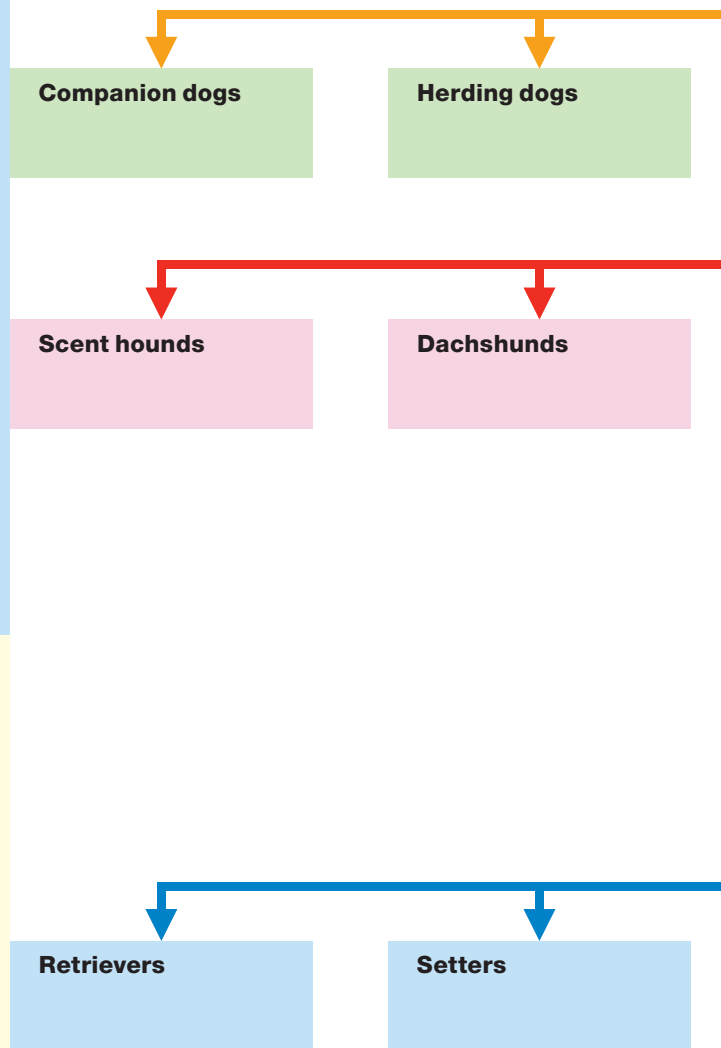 Companion dogs
Herding dogs
Scent hounds
Dachshunds
Retrievers
Setters